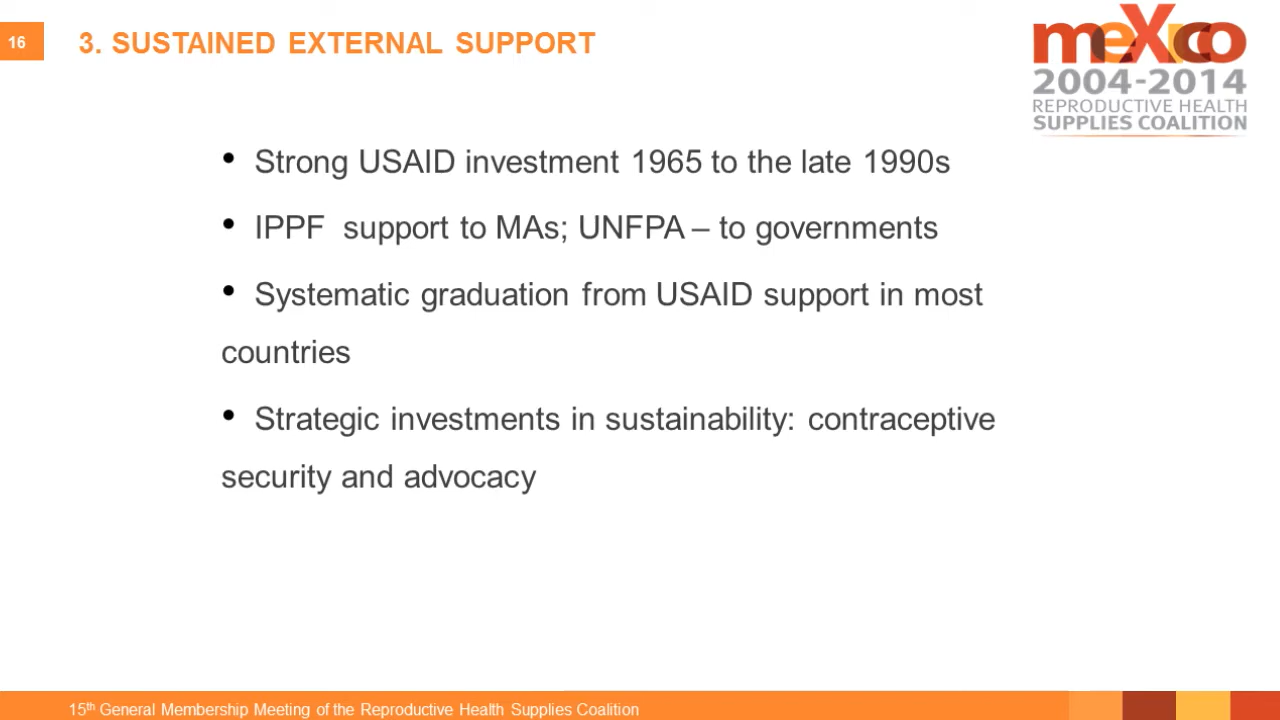 16
3. SUSTAINED EXTERNAL SUPPORT
mexico
2004-2014
REPRODUCTIVE HEALTH
SUPPLIES COALITION
• Strong USAID investment 1965 to the late 1990s
• IPPF support to MAs; UNFPA – to governments
• Systematic graduation from USAID support in most
countries
• Strategic investments in sustainability: contraceptive
security and advocacy
15th General Membership Meeting of the Reproductive Health Supplies Coalition